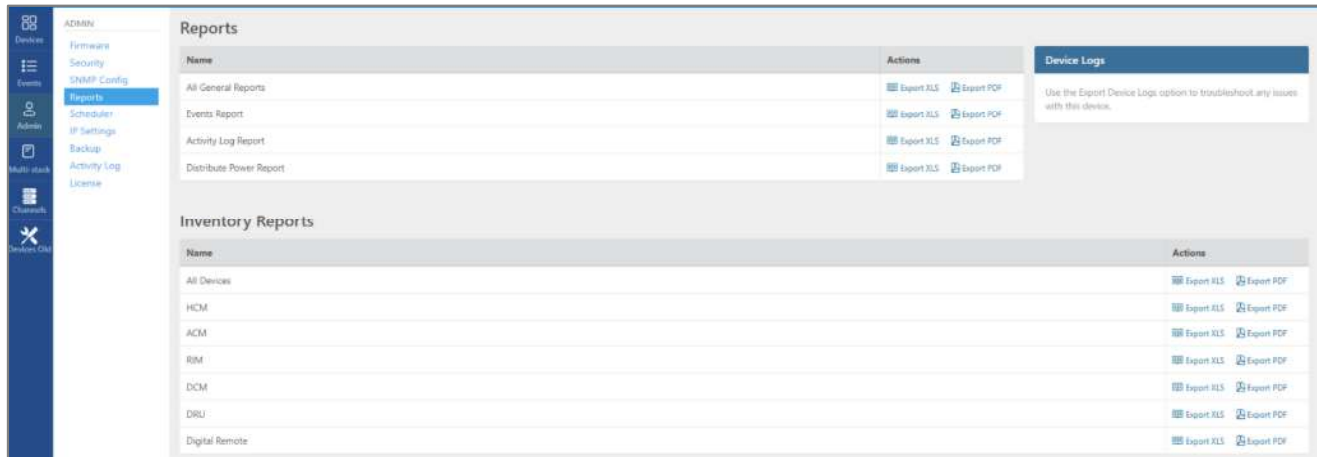 Devices
Events
Admin
Multi-stack
Channels
Devices Old
ADMIN
Firmware
Security
SNMP Config
Reports
Scheduler
IP Settings
Backup
Activity Log
License
Reports
Name Actions
All General Reports Export XLS Export PDF
Events Report Export XLS Export PDF
Activity Log Report Export XLS Export PDF
Distribute Power Report Export XLS Export PDF
Device Logs
Use the Export Device Logs option to troubleshoot any issues
with this device.
Inventory Reports
Name Actions
All Devices Export XLS Export PDF
HCM Export XLS Export PDF
ACM Export XLS Export PDF
RIM Export XLS Export PDF
DCM Export XLS Export PDF
DRU Export XLS Export PDF
Digital Remote Export XLS Export PDF